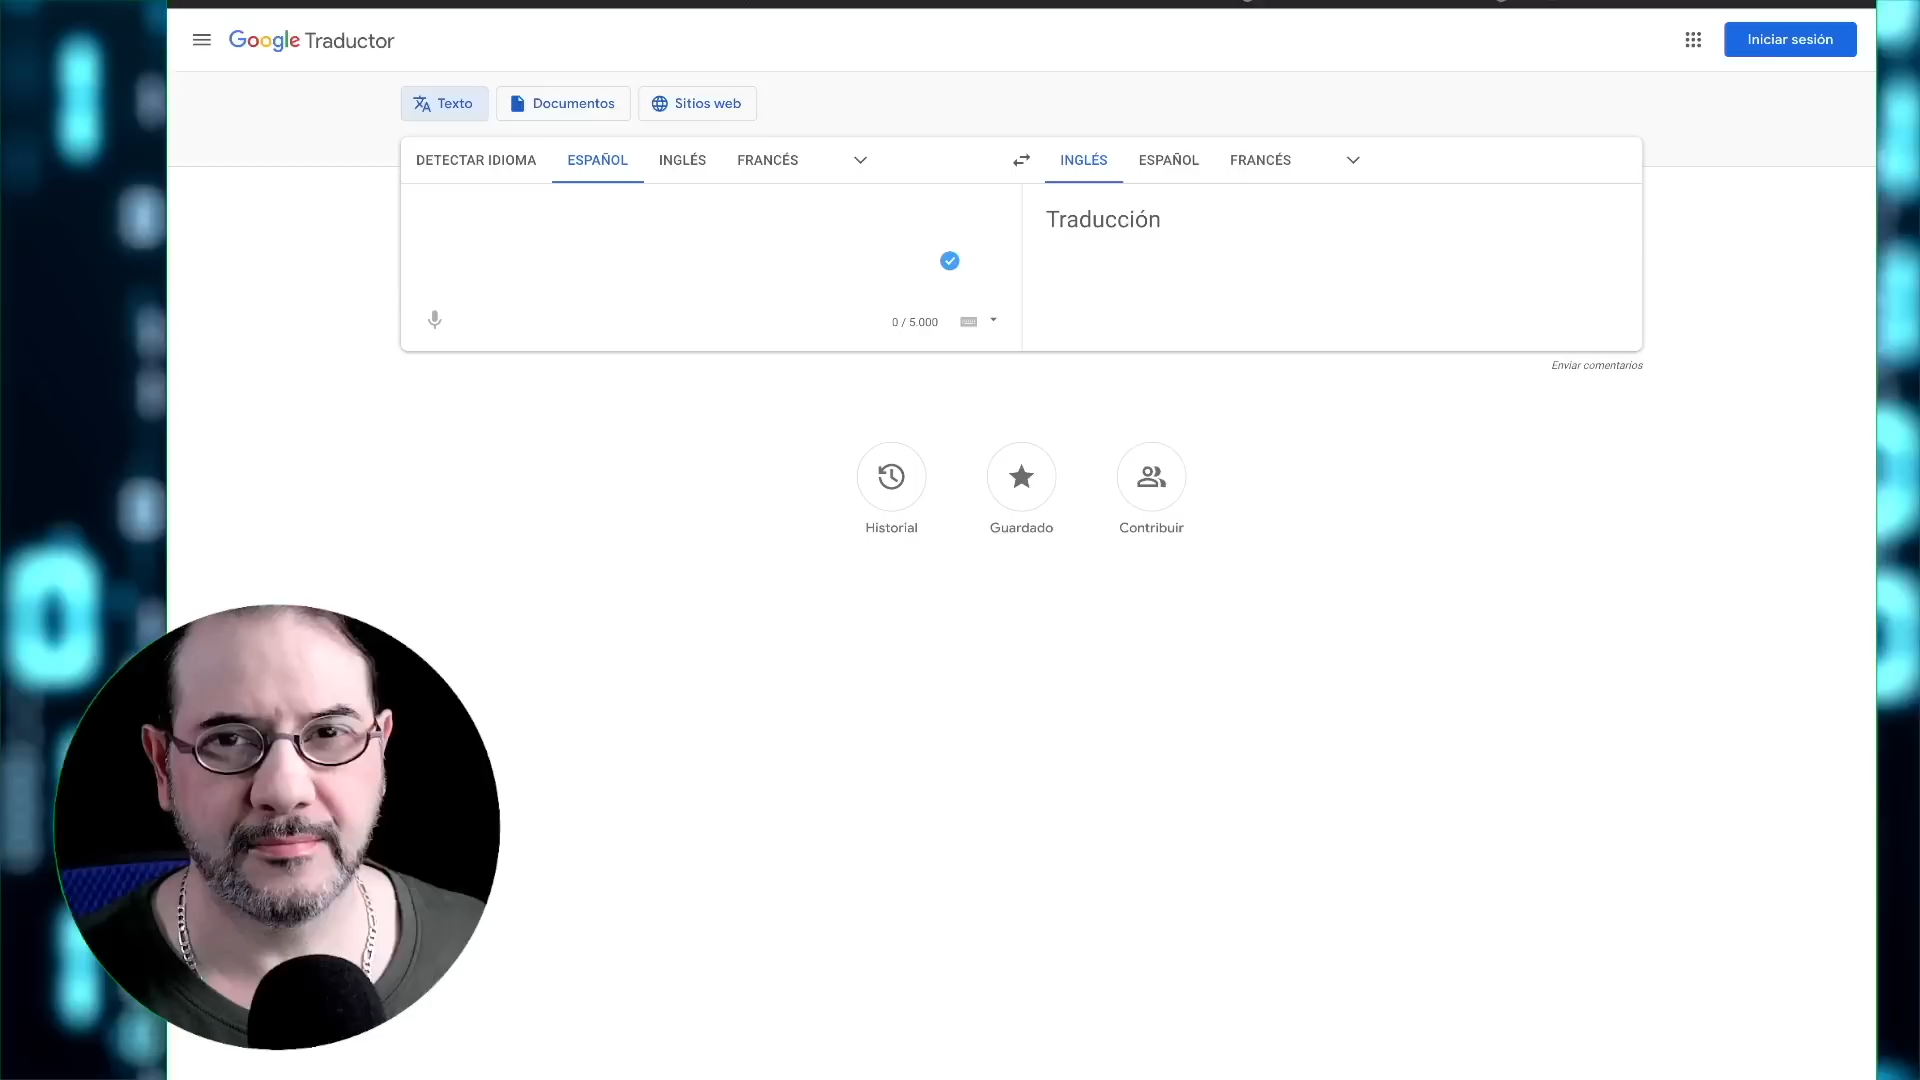 Google Traductor
Iniciar sesión
Texto
Documentos
Sitios web
DETECTAR IDIOMA
ESPAÑOL
INGLÉS
FRANCÉS
INGLÉS
ESPAÑOL
FRANCÉS
Traducción
0 / 5.000
Enviar comentarios
Historial
Guardado
Contribuir